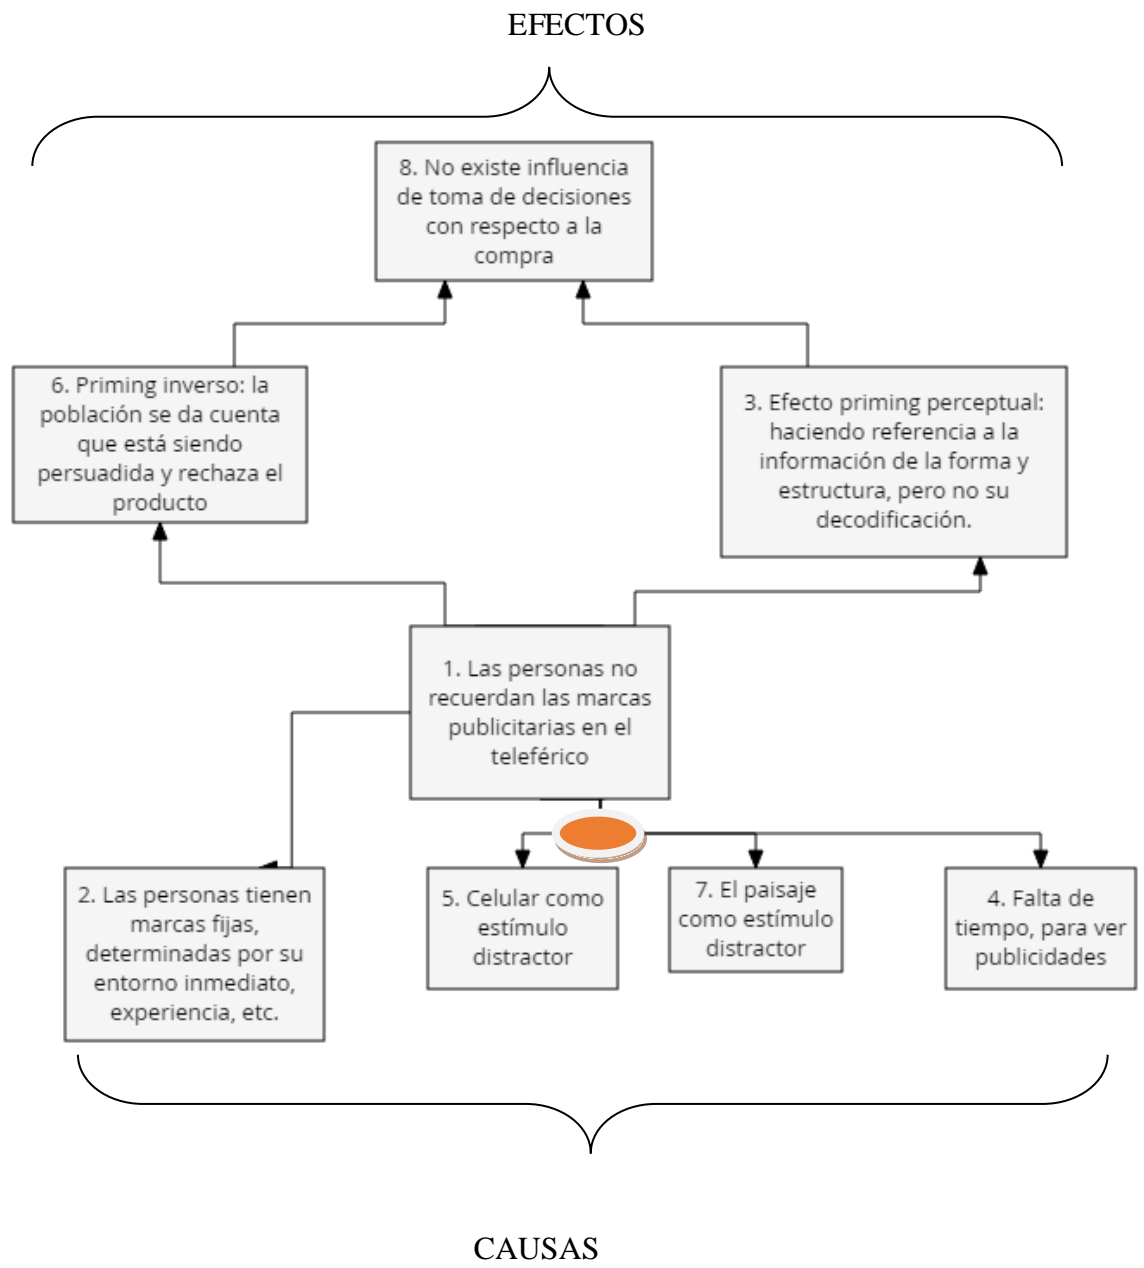 EFECTOS
8. No existe influencia
de toma de decisiones
con respecto a la
compra
6. Priming inverso: la
población se da cuenta
que está siendo
persuadida y rechaza el
producto
3. Efecto priming perceptual:
haciendo referencia a la
información de la forma y
estructura, pero no su
decodificación.
1. Las personas no
recuerdan las marcas
publicitarias en el
teleférico
2. Las personas tienen
marcas fijas,
determinadas por su
entorno inmediato,
experiencia, etc.
5. Celular como
estímulo
distractor
7. El paisaje
como estímulo
distractor
4. Falta de
tiempo, para ver
publicidades
CAUSAS